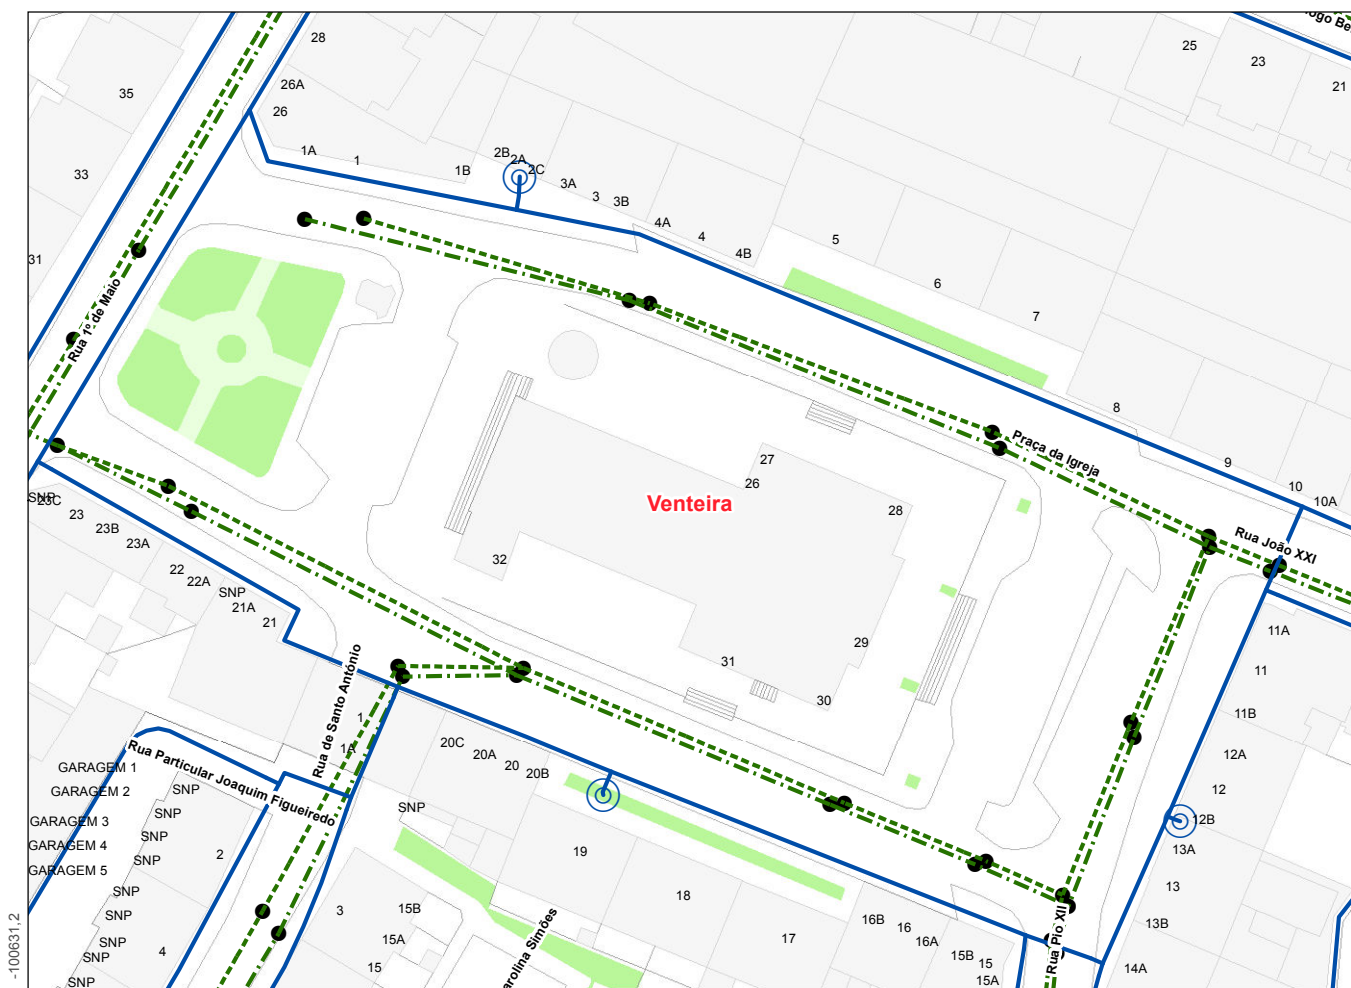 ogo Be
28
25
23
21
26A
35
26
1A
1
2B
2A
2C
1B
3A
3
3B
33
4A
4
4B
5
31
6
7
Rua 1º de Maio
8
Praça da Igreja
27
26
9
10
10A
Venteira
28
SNP
23C
23
23B
23A
Rua João XXI
32
22
22A
SNP
21A
21
11A
29
31
11
30
11B
Rua de Santo António
1
1A
20C
20A
20
20B
12A
Rua Particular Joaquim Figueiredo
GARAGEM 1
GARAGEM 2
GARAGEM 3
GARAGEM 4
GARAGEM 5
SNP
SNP
SNP
SNP
SNP
SNP
SNP
SNP
SNP
SNP
2
4
12
12B
13A
19
18
17
13
13B
3
15B
15A
15
arolina Simões
16B
16
16A
15B
15
15A
Rua Pio XII
14A
-100631,2